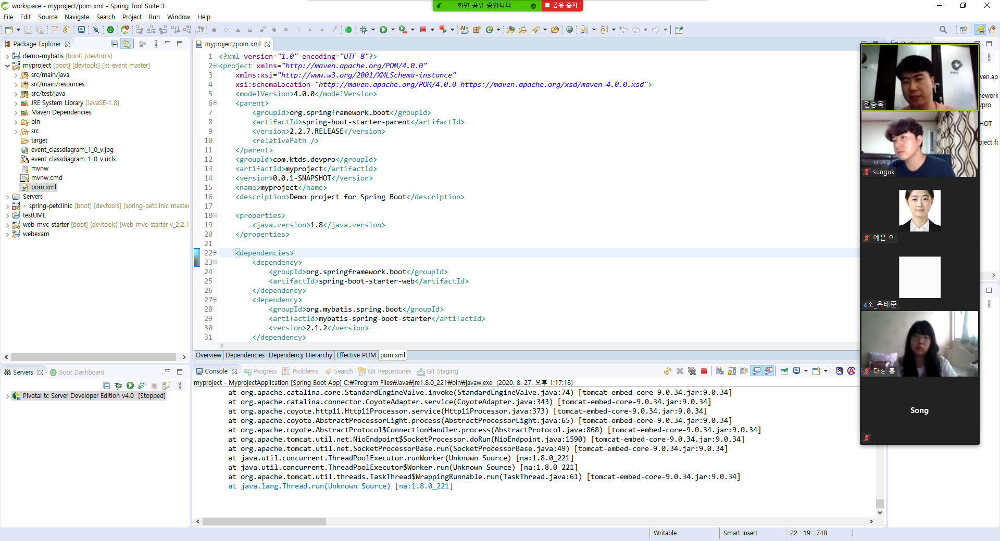 workspace - myproject/pom.xml - Spring Tool Suite 3
화면 공유 중입니다
공유 중지
File Edit Source Navigate Search Project Run Window Help
Package Explorer
demo-mybatis [boot] [devtools]
myproject [boot] [devtools] [kt-event master]
src/main/java
src/main/resources
src/test/java
JRE System Library [JavaSE-1.8]
Maven Dependencies
bin
src
target
event_classdiagram_1_0_v.jpg
event_classdiagram_1_0_v.ucls
mvnw
mvnw.cmd
pom.xml
Servers
> spring-petclinic [boot] [devtools] [spring-petclinic master
testUML
web-mvc-starter [boot] [devtools] [web-mvc-starter v_2.2.1
webexam
myproject/pom.xml
1 <?xml version="1.0" encoding="UTF-8"?>
2 <project xmlns="http://maven.apache.org/POM/4.0.0"
3 xmlns:xsi="http://www.w3.org/2001/XMLSchema-instance"
4 xsi:schemaLocation="http://maven.apache.org/POM/4.0.0 https://maven.apache.org/xsd/maven-4.0.0.xsd">
5 <modelVersion>4.0.0</modelVersion>
6 <parent>
7 <groupId>org.springframework.boot</groupId>
8 <artifactId>spring-boot-starter-parent</artifactId>
9 <version>2.2.7.RELEASE</version>
10 <relativePath />
11 </parent>
12 <groupId>com.ktds.devpro</groupId>
13 <artifactId>myproject</artifactId>
14 <version>0.0.1-SNAPSHOT</version>
15 <name>myproject</name>
16 <description>Demo project for Spring Boot</description>
17
18 <properties>
19 <java.version>1.8</java.version>
20 </properties>
21
22 <dependencies>
23 <dependency>
24 <groupId>org.springframework.boot</groupId>
25 <artifactId>spring-boot-starter-web</artifactId>
26 </dependency>
27 <dependency>
28 <groupId>org.mybatis.spring.boot</groupId>
29 <artifactId>mybatis-spring-boot-starter</artifactId>
30 <version>2.1.2</version>
31 </dependency>
Overview Dependencies Dependency Hierarchy Effective POM pom.xml
전승목
sunguk
예은 이
4조_유태준
다경 홍
Song
ven.ap
nework
vpro
HOT
oject fo
Servers Boot Dashboard
Pivotal tc Server Developer Edition v4.0 [Stopped]
Console Progress Problems Search Git Repositories Git Staging
myproject - MyprojectApplication [Spring Boot App] C:₩Program Files₩Java₩jre1.8.0_221₩bin₩javaw.exe (2020. 8. 27. 오후 1:17:18)
at org.apache.catalina.core.StandardEngineValve.invoke(StandardEngineValve.java:74) [tomcat-embed-core-9.0.34.jar:9.0.34]
at org.apache.catalina.connector.CoyoteAdapter.service(CoyoteAdapter.java:343) [tomcat-embed-core-9.0.34.jar:9.0.34]
at org.apache.coyote.http11.Http11Processor.service(Http11Processor.java:373) [tomcat-embed-core-9.0.34.jar:9.0.34]
at org.apache.coyote.AbstractProcessorLight.process(AbstractProcessorLight.java:65) [tomcat-embed-core-9.0.34.jar:9.0.34]
at org.apache.coyote.AbstractProtocol$ConnectionHandler.process(AbstractProtocol.java:868) [tomcat-embed-core-9.0.34.jar:9.0.34]
at org.apache.tomcat.util.net.NioEndpoint$SocketProcessor.doRun(NioEndpoint.java:1590) [tomcat-embed-core-9.0.34.jar:9.0.34]
at org.apache.tomcat.util.net.SocketProcessorBase.run(SocketProcessorBase.java:49) [tomcat-embed-core-9.0.34.jar:9.0.34]
at java.util.concurrent.ThreadPoolExecutor.runWorker(Unknown Source) [na:1.8.0_221]
at java.util.concurrent.ThreadPoolExecutor$Worker.run(Unknown Source) [na:1.8.0_221]
at org.apache.tomcat.util.threads.TaskThread$WrappingRunnable.run(TaskThread.java:61) [tomcat-embed-core-9.0.34.jar:9.0.34]
at java.lang.Thread.run(Unknown Source) [na:1.8.0_221]
Writable Smart Insert 22 : 19 : 748